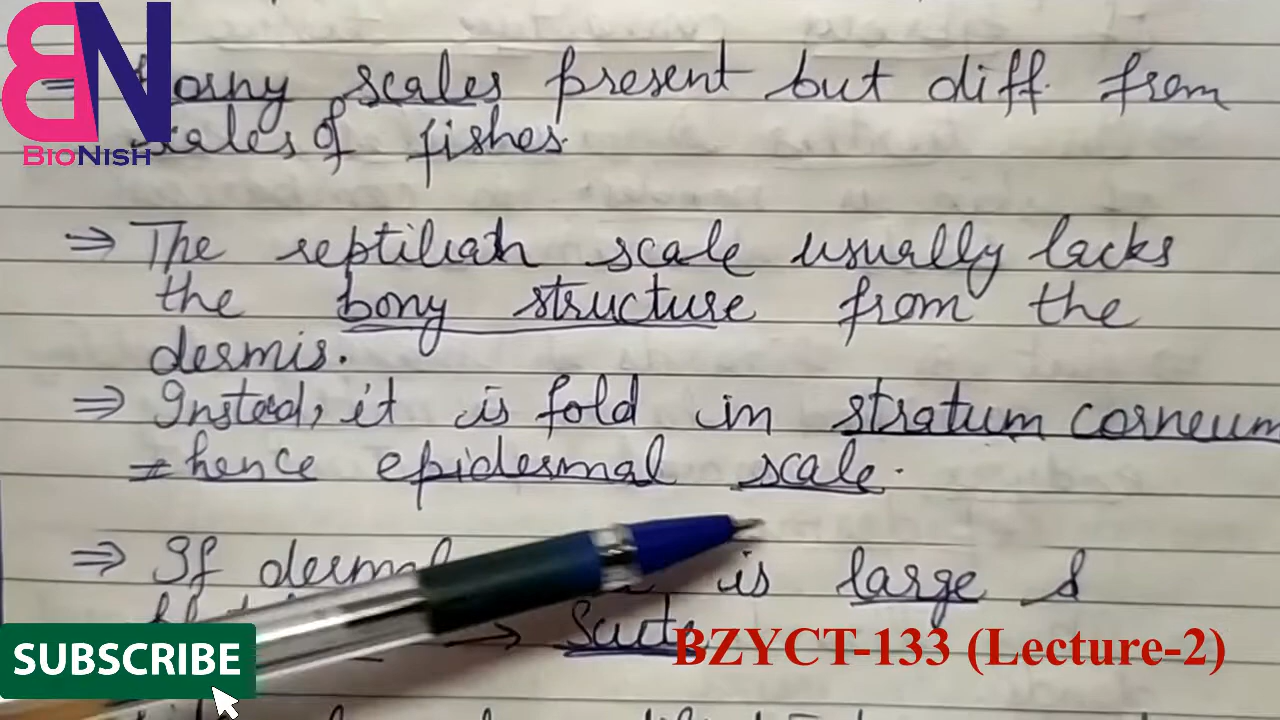 BN
BIONISH
⇒ Horny scales present but diff. from
scales of fishes.
⇒ The reptilian scale usually lacks
the bony structure from the
dermis.
⇒ Instead, it is fold in stratum corneum
hence epidermal scale.
⇒ If dermal is large &
→ Scute
SUBSCRIBE
BZYCT-133 (Lecture-2)